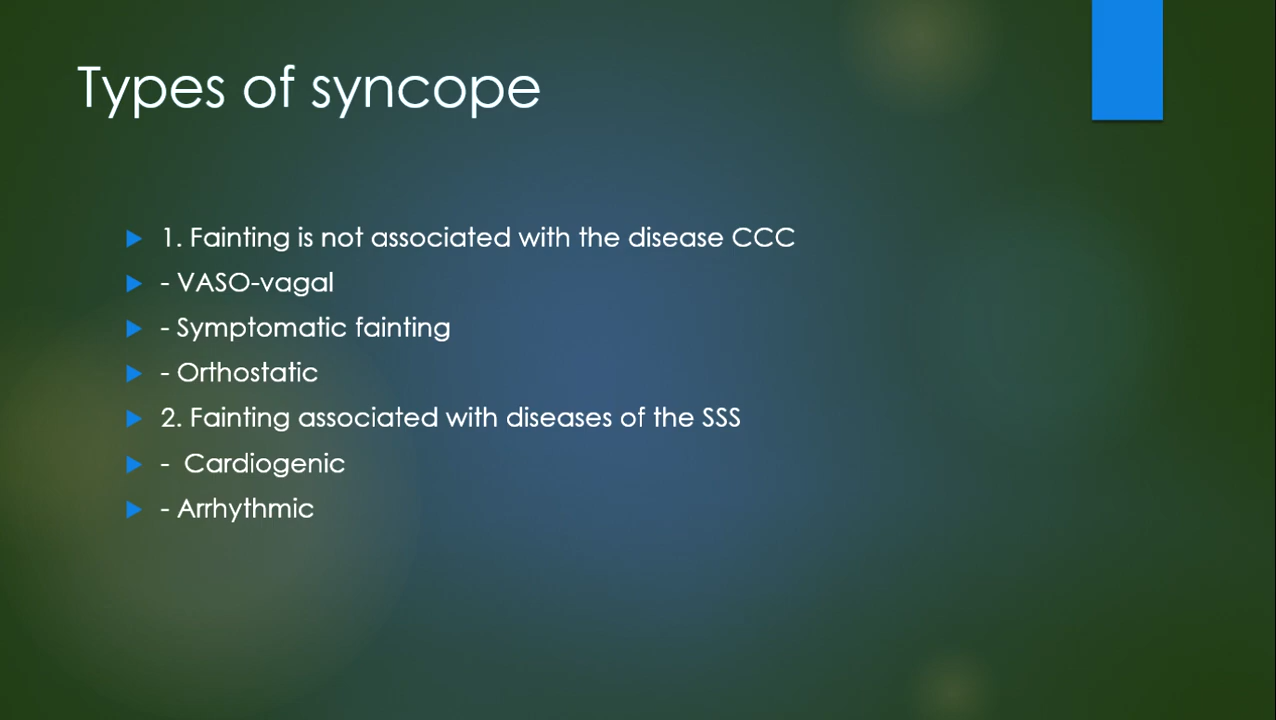 Types of syncope
1. Fainting is not associated with the disease CCC
- VASO-vagal
- Symptomatic fainting
- Orthostatic
2. Fainting associated with diseases of the SSS
- Cardiogenic
- Arrhythmic